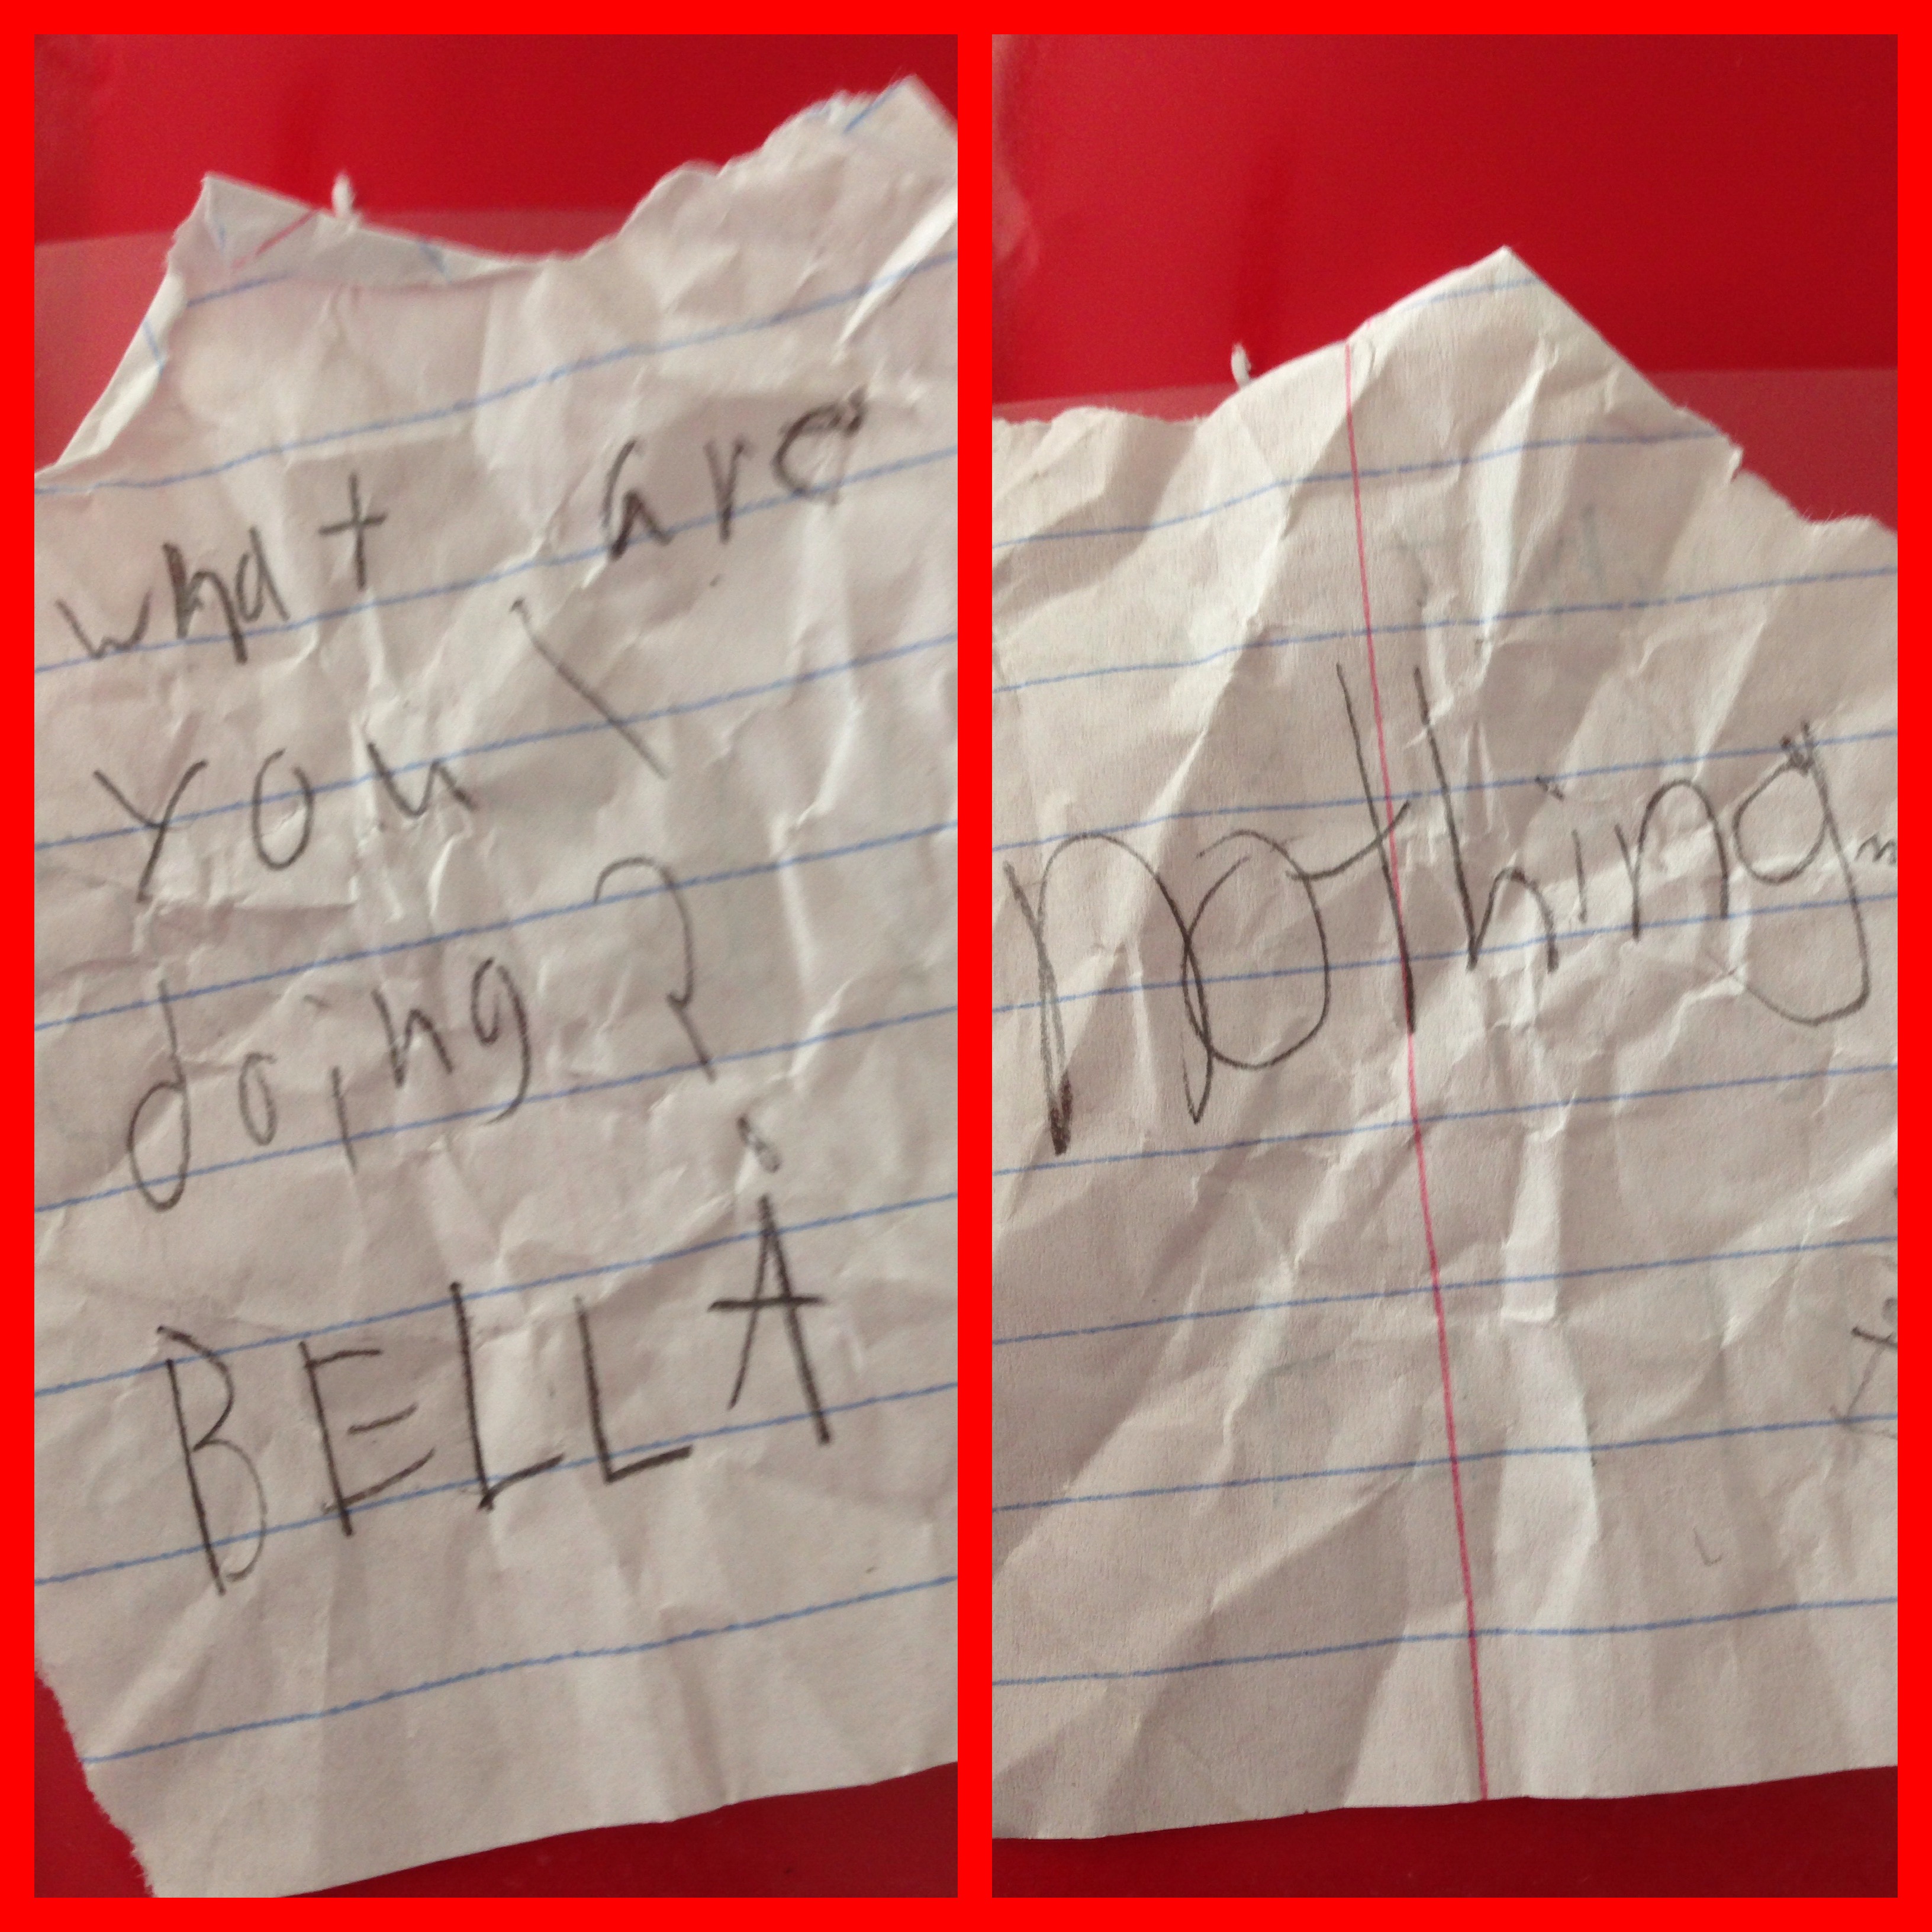 what are
you
doing?
BELLA
nothing